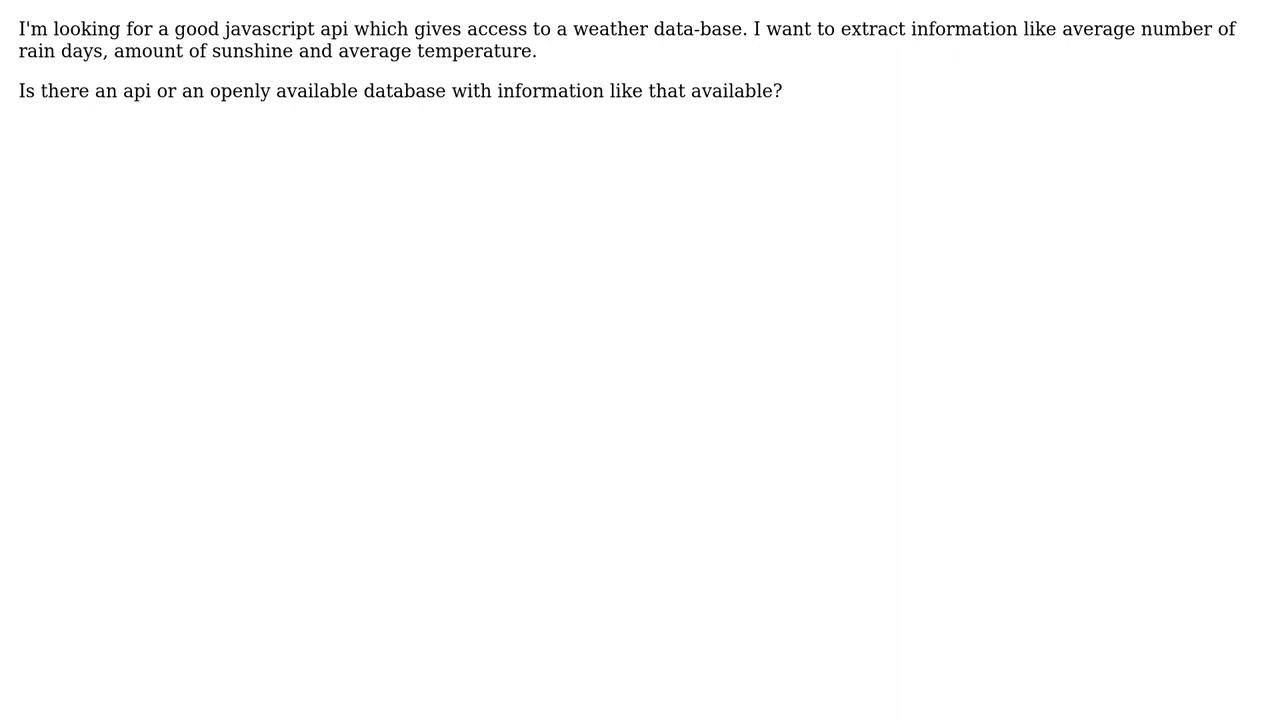 I'm looking for a good javascript api which gives access to a weather data-base. I want to extract information like average number of
rain days, amount of sunshine and average temperature.
Is there an api or an openly available database with information like that available?